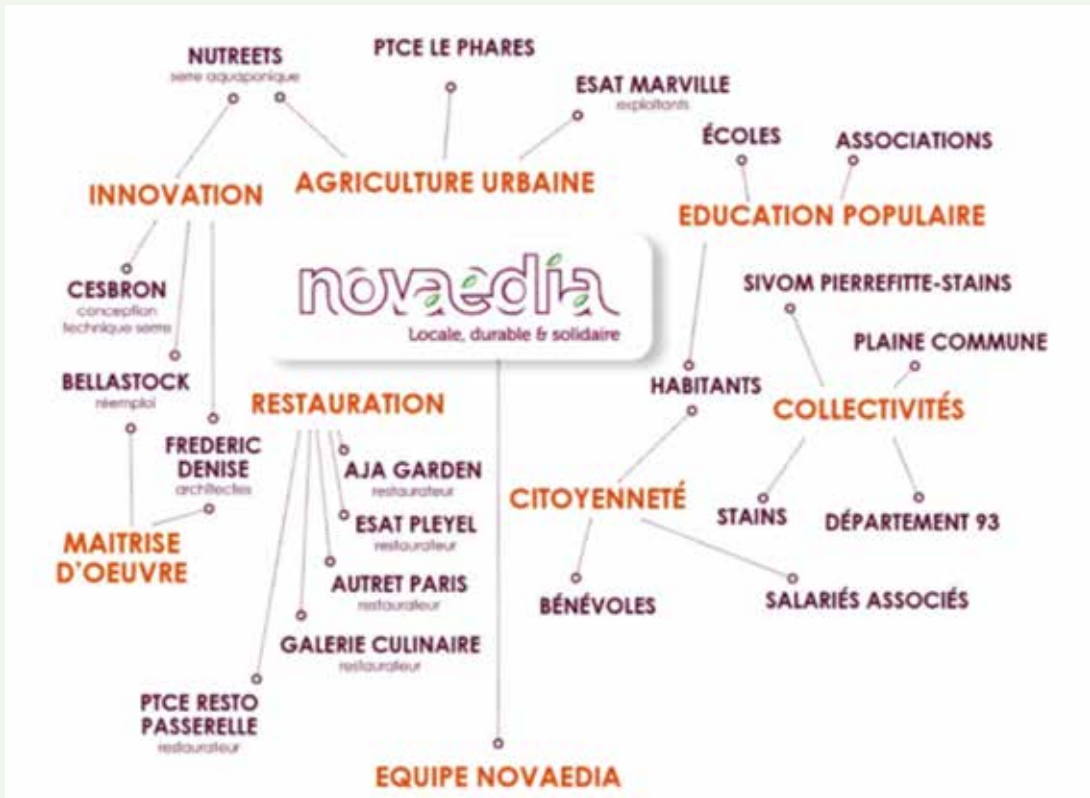 NUTREETS
serre aquaponique
PTCE LE PHARES
ESAT MARVILLE
exploitants
ÉCOLES
ASSOCIATIONS
INNOVATION
AGRICULTURE URBAINE
EDUCATION POPULAIRE
CESBRON
conception
technique serre
novaedia
Locale, durable & solidaire
SIVOM PIERREFITTE-STAINS
PLAINE COMMUNE
BELLASTOCK
réemploi
RESTAURATION
HABITANTS
COLLECTIVITÉS
FREDERIC
DENISE
architectes
AJA GARDEN
restaurateur
ESAT PLEYEL
restaurateur
CITOYENNETÉ
STAINS
DÉPARTEMENT 93
MAITRISE
D'OEUVRE
AUTRET PARIS
restaurateur
BÉNÉVOLES
SALARIÉS ASSOCIÉS
GALERIE CULINAIRE
restaurateur
PTCE RESTO
PASSERELLE
restaurateur
EQUIPE NOVAEDIA